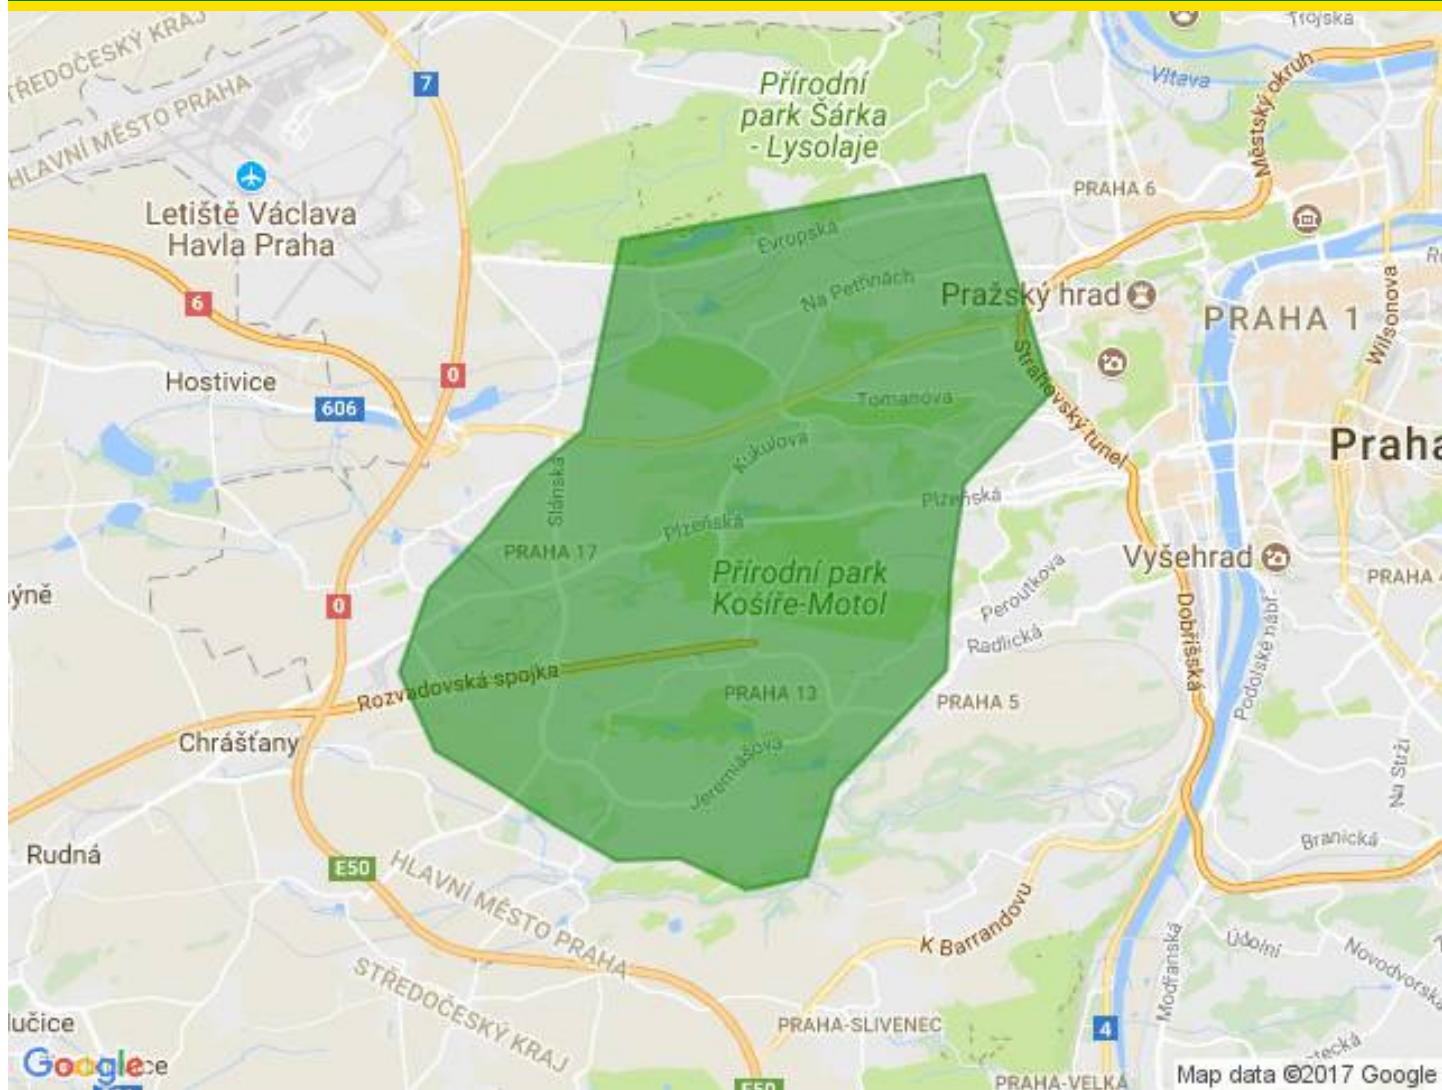 Trojská
STŘEDOČESKÝ KRAJ
HLAVNÍ MĚSTO PRAHA
7
Přírodní
park Šárka
- Lysolaje
Vltava
Městský okruh
PRAHA 6
Letiště Václava
Havla Praha
Evropská
Na Petřinách
Pražský hrad
PRAHA 1
Wilsonova
6
Hostivice
0
606
Strahovský tunel
Tomanova
Kukulova
Praha
Slánská
Plzeňská
Plzeňská
PRAHA 17
Přírodní park
Košíře-Motol
Vyšehrad
PRAHA 4
Peroutkova
Radlická
0
Dobříšská
Podolské nábř.
Rozvadovská spojka
PRAHA 13
PRAHA 5
Chrášťany
Jeremiášova
Na Strži
Rudná
E50
HLAVNÍ MĚSTO PRAHA
Branická
K Barrandovu
Modřanská
Údolní
Novodvorská
STŘEDOČESKÝ KRAJ
PRAHA-SLIVENEC
4
Google
E50
PRAHA-VELKÁ
Map data ©2017 Google